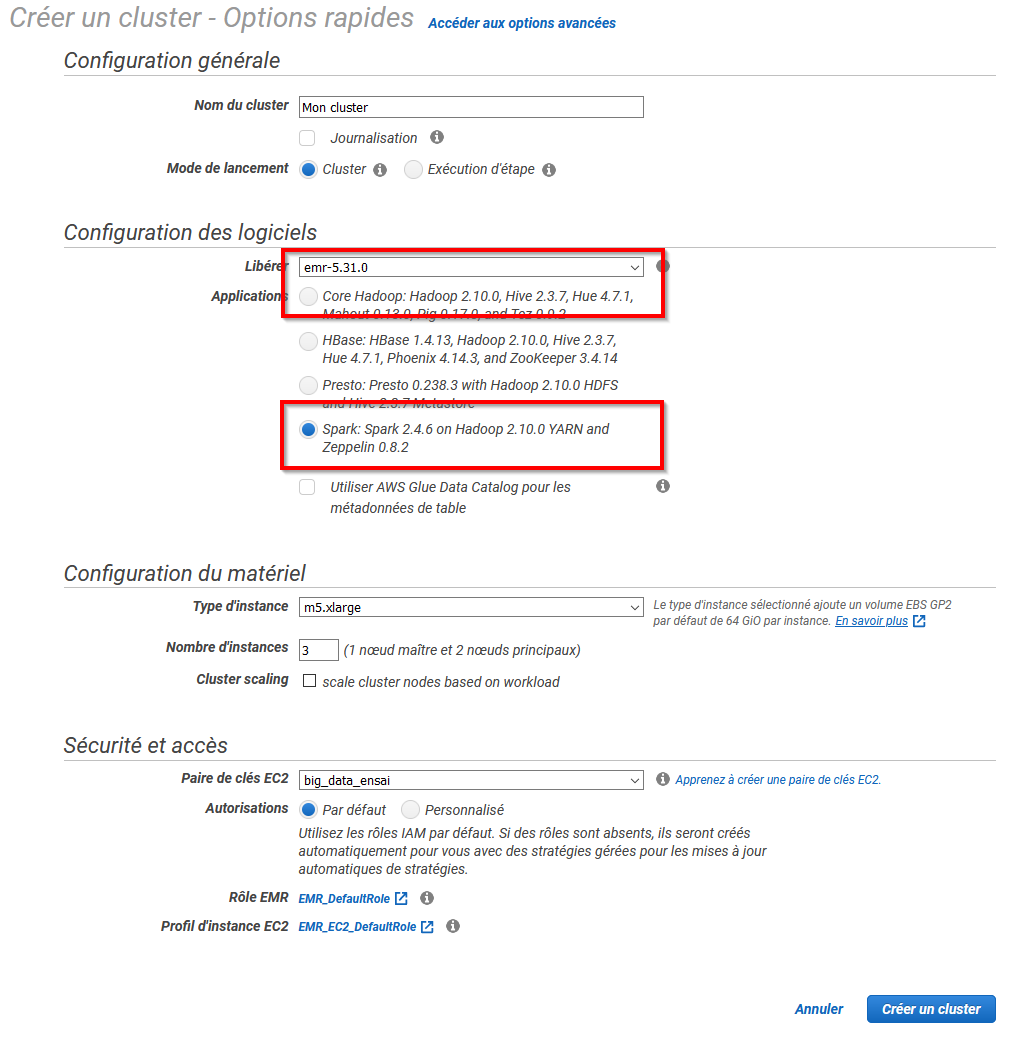 Créer un cluster - Options rapides Accéder aux options avancées
Configuration générale
Nom du cluster Mon cluster
Journalisation
Mode de lancement Cluster Exécution d'étape
Configuration des logiciels
Libérer emr-5.31.0
Applications Core Hadoop: Hadoop 2.10.0, Hive 2.3.7, Hue 4.7.1,
Mahout 0.13.0, Pig 0.17.0, and Tez 0.9.2
HBase: HBase 1.4.13, Hadoop 2.10.0, Hive 2.3.7,
Hue 4.7.1, Phoenix 4.14.3, and ZooKeeper 3.4.14
Presto: Presto 0.238.3 with Hadoop 2.10.0 HDFS
and Hive 2.3.7 Metastore
Spark: Spark 2.4.6 on Hadoop 2.10.0 YARN and
Zeppelin 0.8.2
Utiliser AWS Glue Data Catalog pour les
métadonnées de table
Configuration du matériel
Type d'instance m5.xlarge Le type d'instance sélectionné ajoute un volume EBS GP2
par défaut de 64 GiO par instance. En savoir plus
Nombre d'instances 3 (1 nœud maître et 2 nœuds principaux)
Cluster scaling scale cluster nodes based on workload
Sécurité et accès
Paire de clés EC2 big_data_ensai Apprenez à créer une paire de clés EC2.
Autorisations Par défaut Personnalisé
Utilisez les rôles IAM par défaut. Si des rôles sont absents, ils seront créés
automatiquement pour vous avec des stratégies gérées pour les mises à jour
automatiques de stratégies.
Rôle EMR EMR_DefaultRole
Profil d'instance EC2 EMR_EC2_DefaultRole
Annuler Créer un cluster